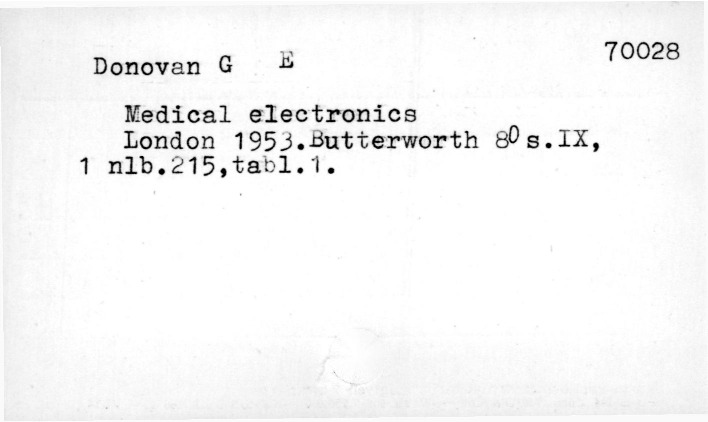 Donovan G E 70028
Medical electronics
London 1953.Butterworth 8⁰ s.IX,
1 nlb.215,tabl.1.